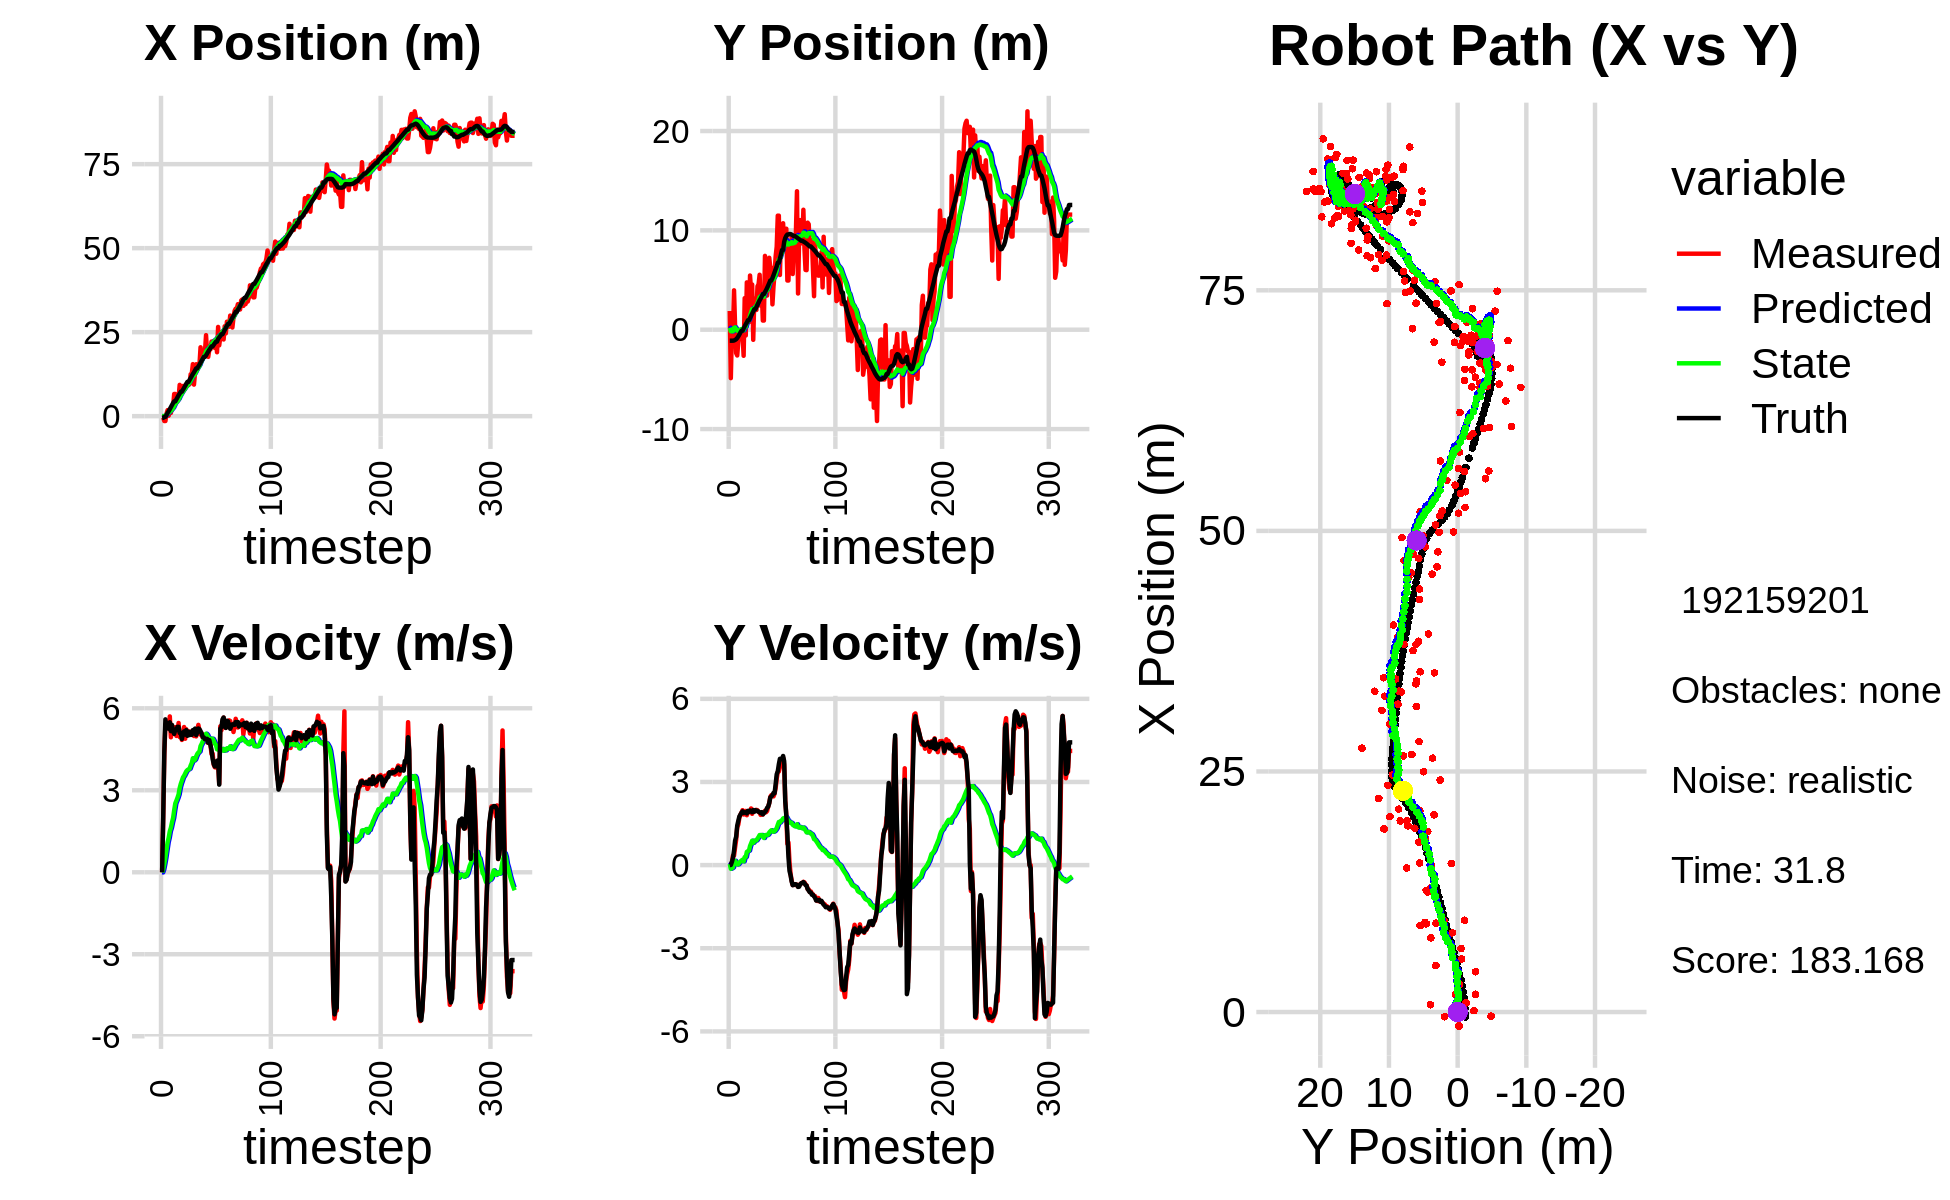 X Position (m)
75
50
25
0
0
100
200
300
timestep
Y Position (m)
20
10
0
-10
0
100
200
300
timestep
X Velocity (m/s)
6
3
0
-3
-6
0
100
200
300
timestep
Y Velocity (m/s)
6
3
0
-3
-6
0
100
200
300
timestep
Robot Path (X vs Y)
X Position (m)
75
50
25
0
20 10 0 -10 -20
Y Position (m)
variable
Measured
Predicted
State
Truth
192159201
Obstacles: none
Noise: realistic
Time: 31.8
Score: 183.168